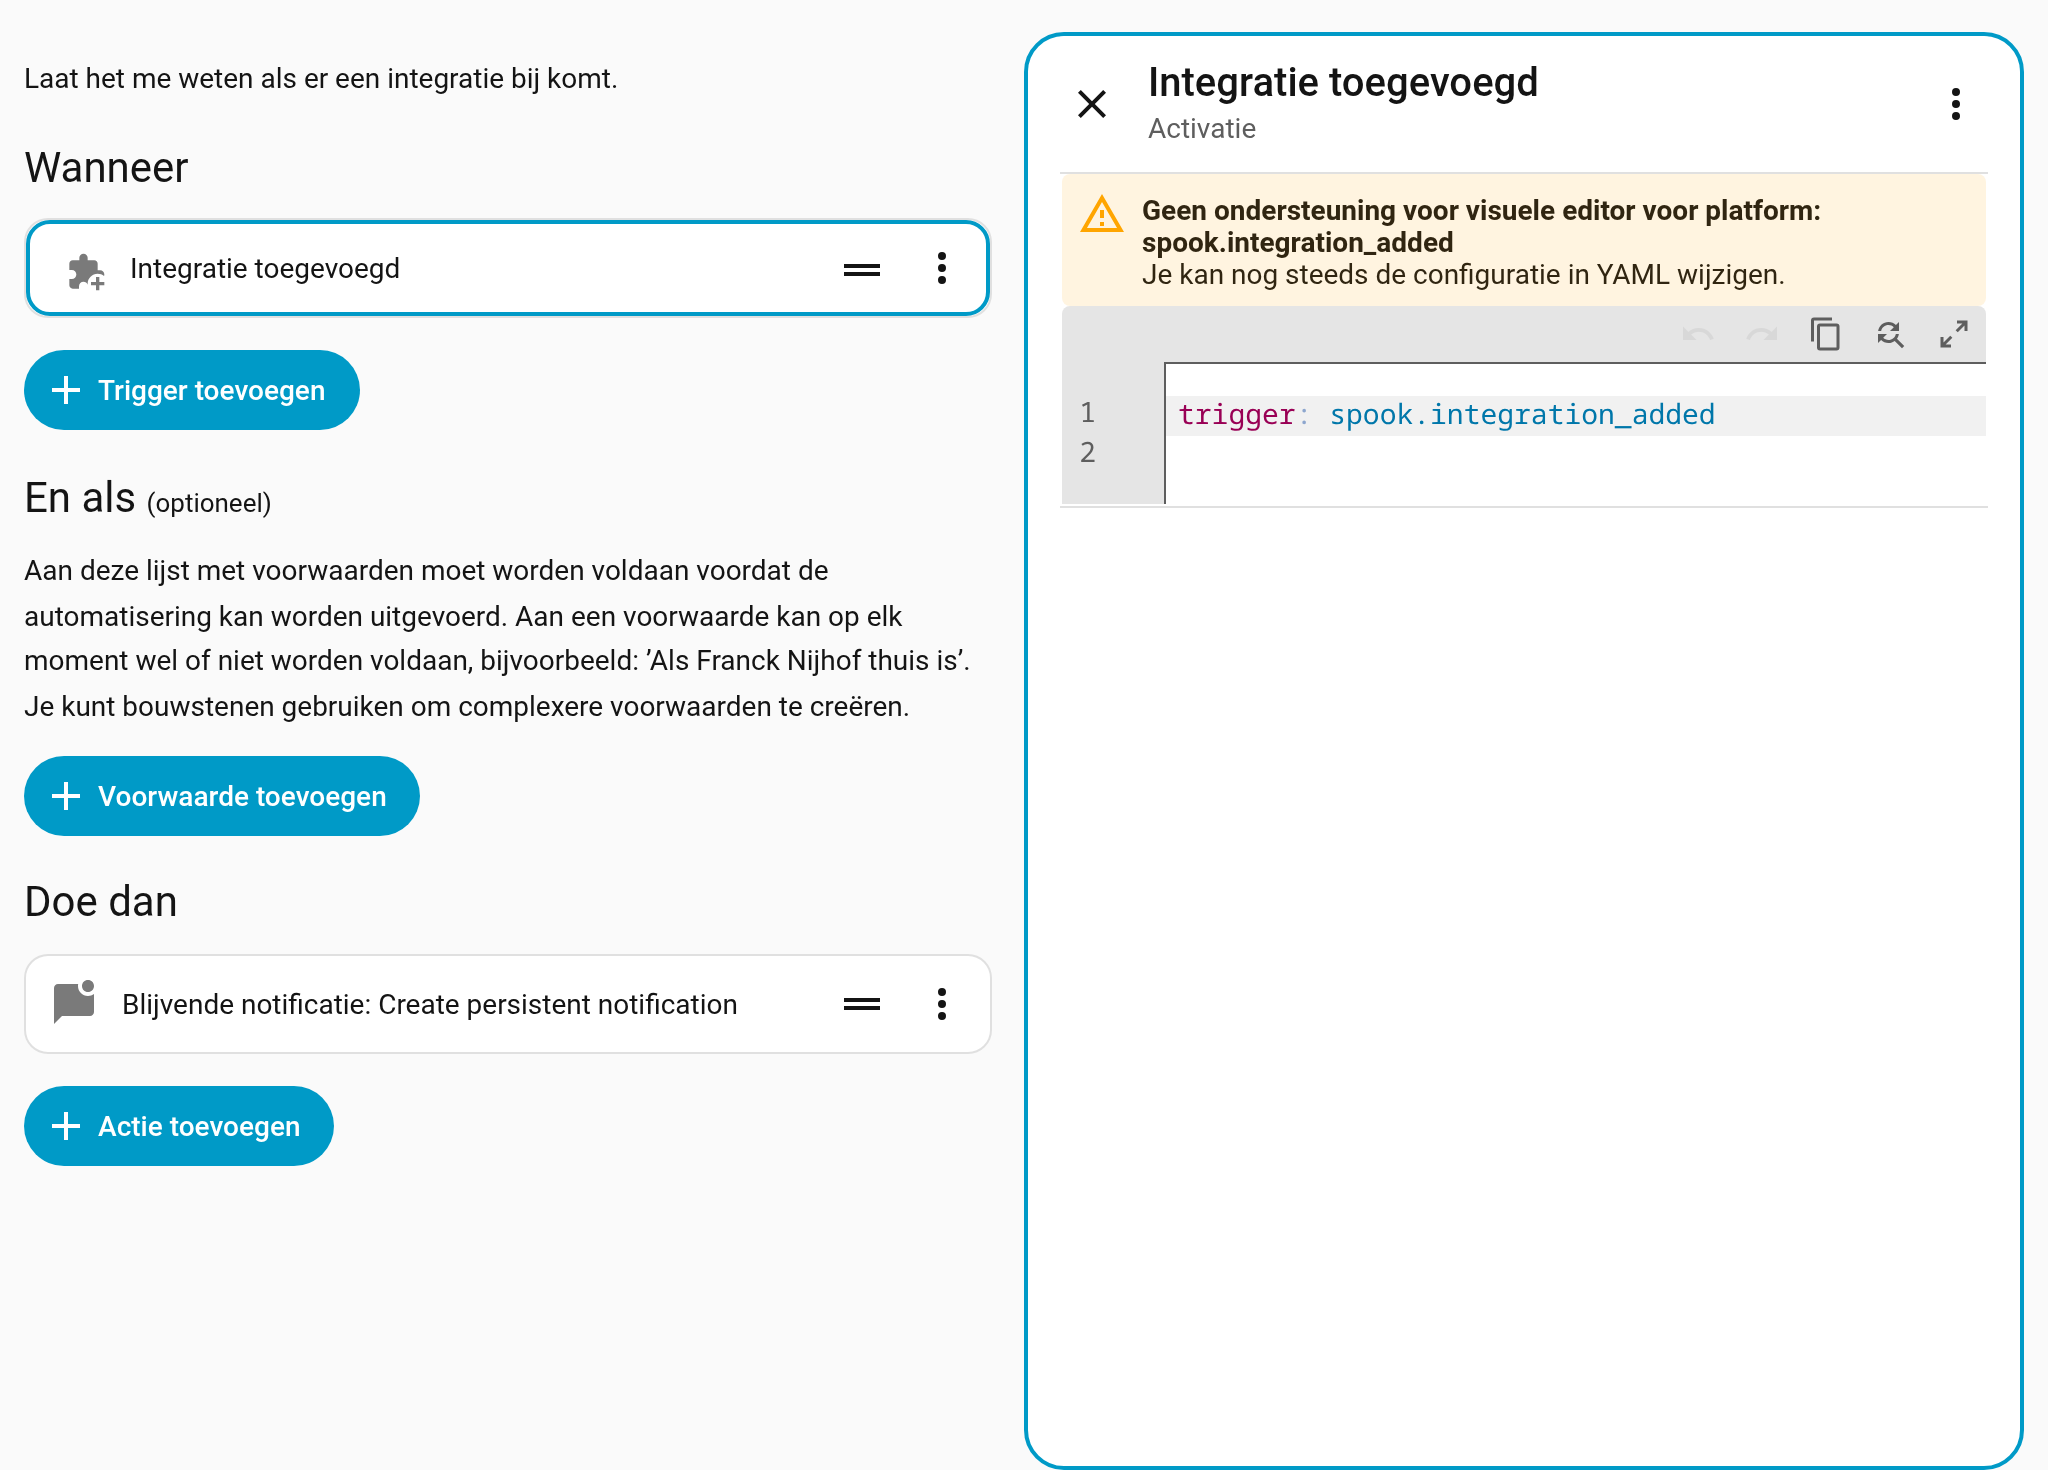 Laat het me weten als er een integratie bij komt.
Wanneer
Integratie toegevoegd
Trigger toevoegen
En als (optioneel)
Aan deze lijst met voorwaarden moet worden voldaan voordat de
automatisering kan worden uitgevoerd. Aan een voorwaarde kan op elk
moment wel of niet worden voldaan, bijvoorbeeld: ’Als Franck Nijhof thuis is’.
Je kunt bouwstenen gebruiken om complexere voorwaarden te creëren.
Voorwaarde toevoegen
Doe dan
Blijvende notificatie: Create persistent notification
Actie toevoegen
Integratie toegevoegd
Activatie
Geen ondersteuning voor visuele editor voor platform:
spook.integration_added
Je kan nog steeds de configuratie in YAML wijzigen.
1 trigger: spook.integration_added
2